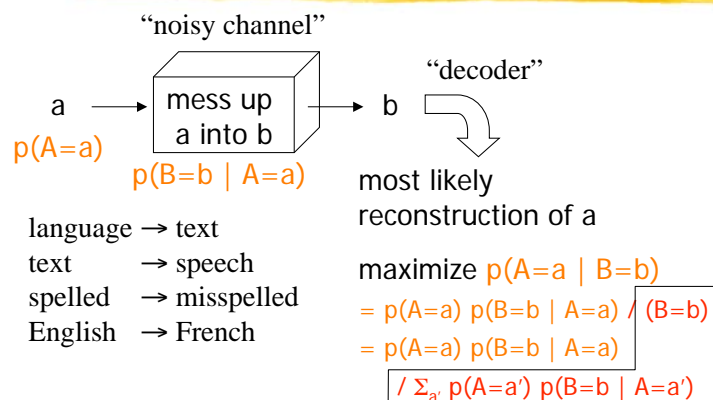 “noisy channel”
“decoder”
a
mess up
a into b
b
p(A=a)
p(B=b | A=a)
most likely
reconstruction of a
language → text
text → speech
spelled → misspelled
English → French
maximize p(A=a | B=b)
= p(A=a) p(B=b | A=a) / (B=b)
= p(A=a) p(B=b | A=a)
/ Σa′ p(A=a′) p(B=b | A=a′)